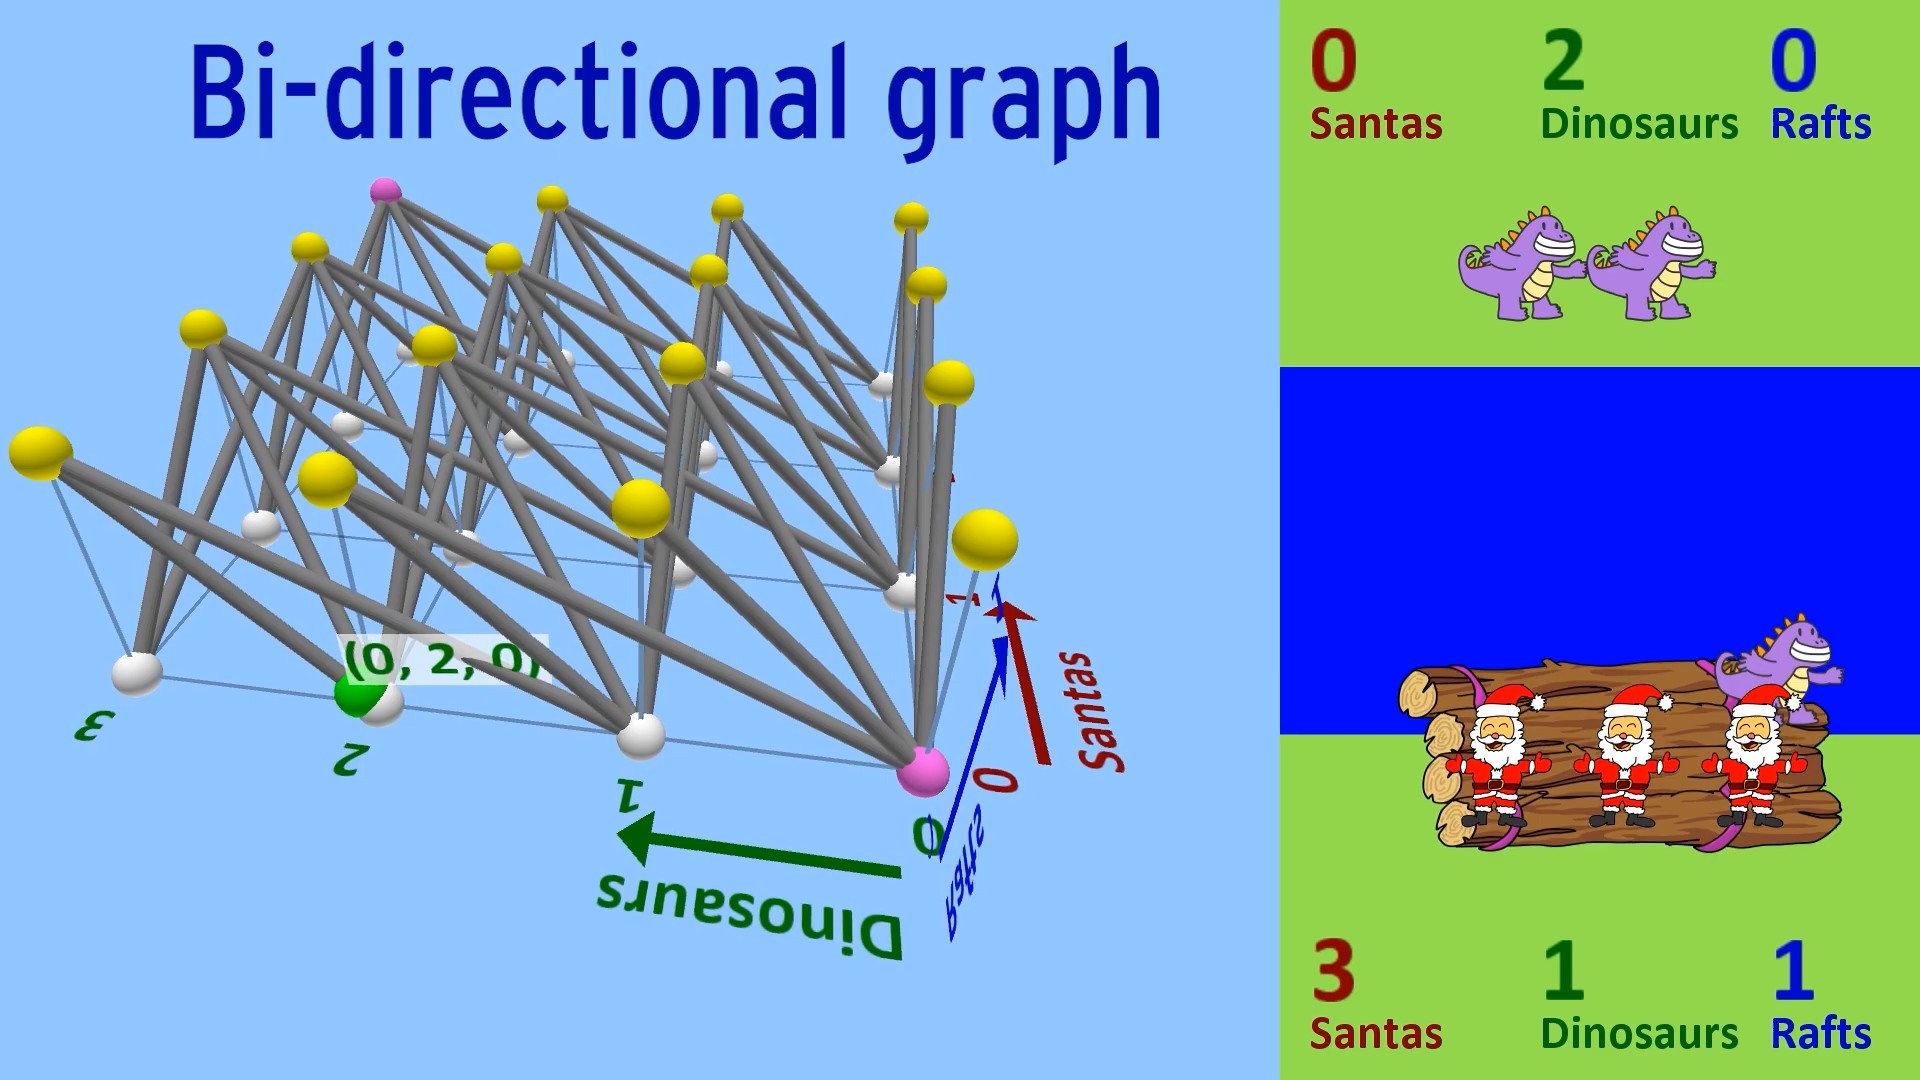 Bi-directional graph
(0, 2, 0)
3
2
1
0
Dinosaurs
0
1
Santas
1
Rafts
0 2 0
Santas Dinosaurs Rafts
3 1 1
Santas Dinosaurs Rafts